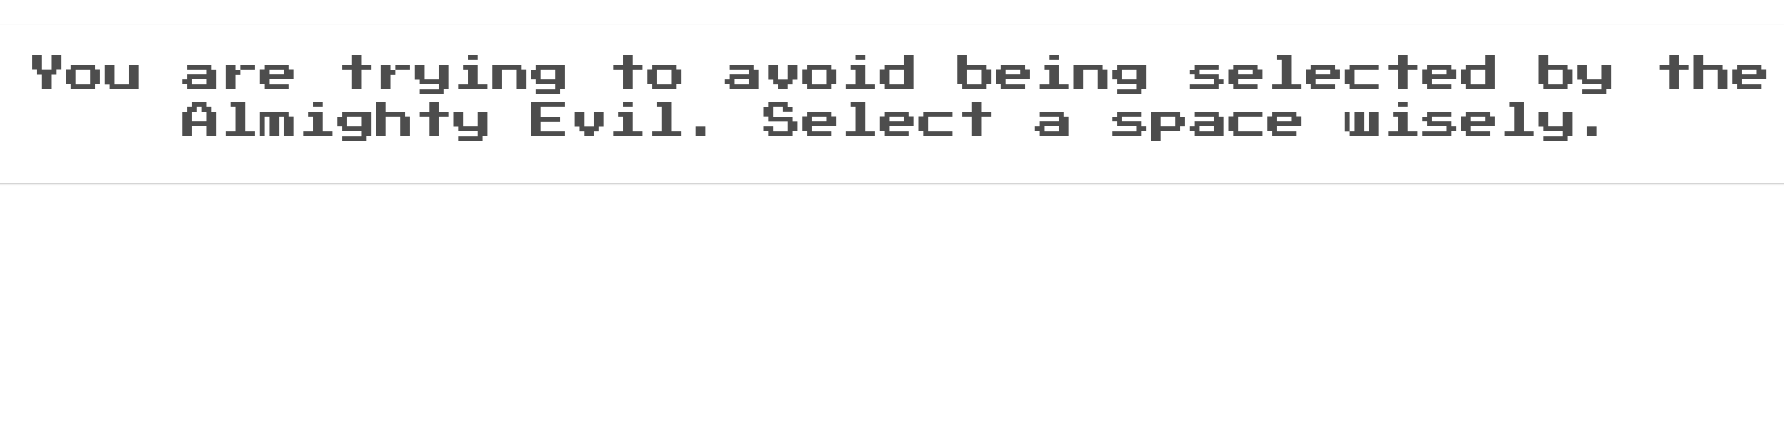 You are trying to avoid being selected by the
Almighty Evil. Select a space wisely.